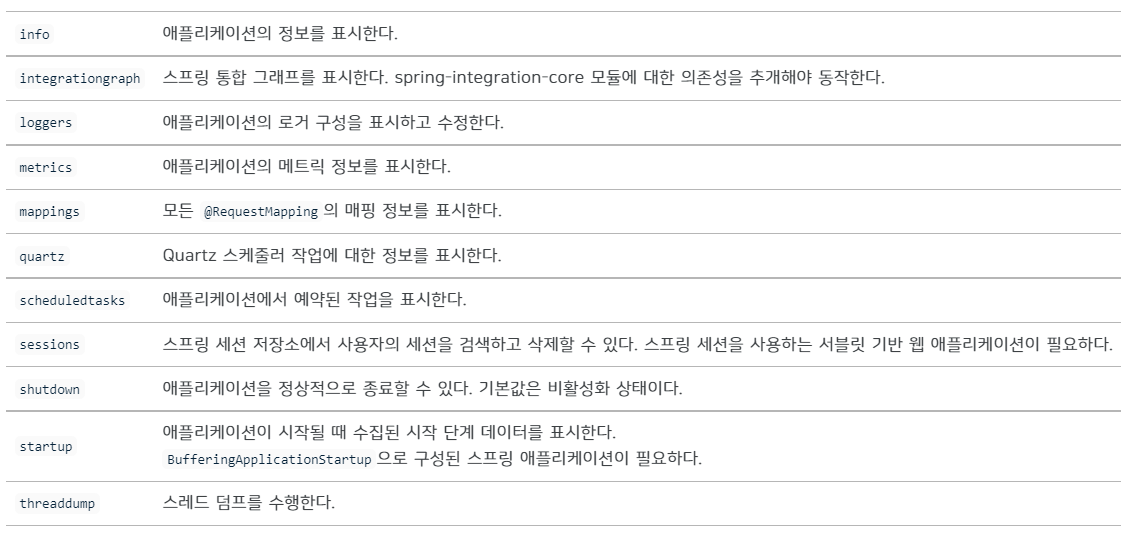 info 애플리케이션의 정보를 표시한다.
integrationgraph 스프링 통합 그래프를 표시한다. spring-integration-core 모듈에 대한 의존성을 추개해야 동작한다.
loggers 애플리케이션의 로거 구성을 표시하고 수정한다.
metrics 애플리케이션의 메트릭 정보를 표시한다.
mappings 모든 @RequestMapping 의 매핑 정보를 표시한다.
quartz Quartz 스케줄러 작업에 대한 정보를 표시한다.
scheduledtasks 애플리케이션에서 예약된 작업을 표시한다.
sessions 스프링 세션 저장소에서 사용자의 세션을 검색하고 삭제할 수 있다. 스프링 세션을 사용하는 서블릿 기반 웹 애플리케이션이 필요하다.
shutdown 애플리케이션을 정상적으로 종료할 수 있다. 기본값은 비활성화 상태이다.
startup 애플리케이션이 시작될 때 수집된 시작 단계 데이터를 표시한다.
BufferingApplicationStartup 으로 구성된 스프링 애플리케이션이 필요하다.
threaddump 스레드 덤프를 수행한다.